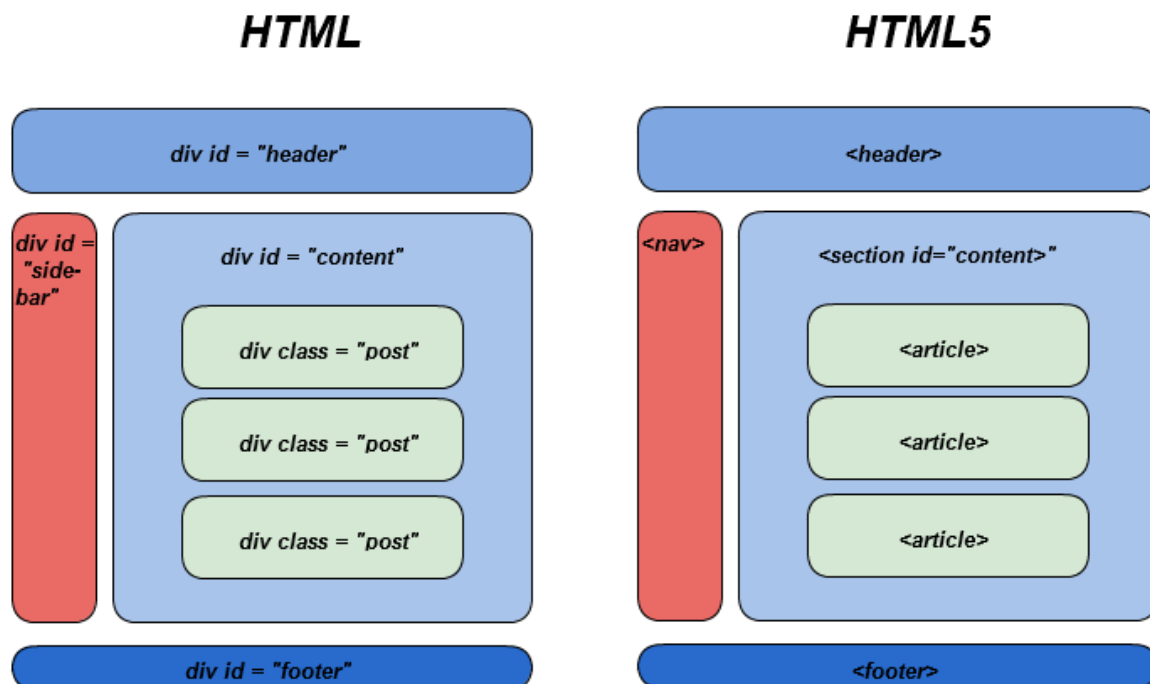 HTML
div id = "header"
div id =
"side-
bar"
div id = "content"
div class = "post"
div class = "post"
div class = "post"
div id = "footer"
HTML5
<header>
<nav>
<section id="content>"
<article>
<article>
<article>
<footer>